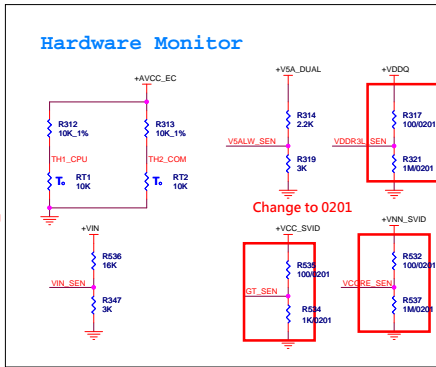 Hardware Monitor
+AVCC_EC
R312
10K_1%
R313
10K_1%
TH1_CPU
TH2_COM
RT1
10K
RT2
10K
+V5A_DUAL
R314
2.2K
V5ALW_SEN
R319
3K
+VDDQ
R317
100/0201
VDDR3L_SEN
R321
1M/0201
Change to 0201
+VIN
R536
16K
VIN_SEN
R347
3K
+VCC_SVID
R535
100/0201
GT_SEN
R534
1K/0201
+VNN_SVID
R532
100/0201
VCORE_SEN
R537
1M/0201